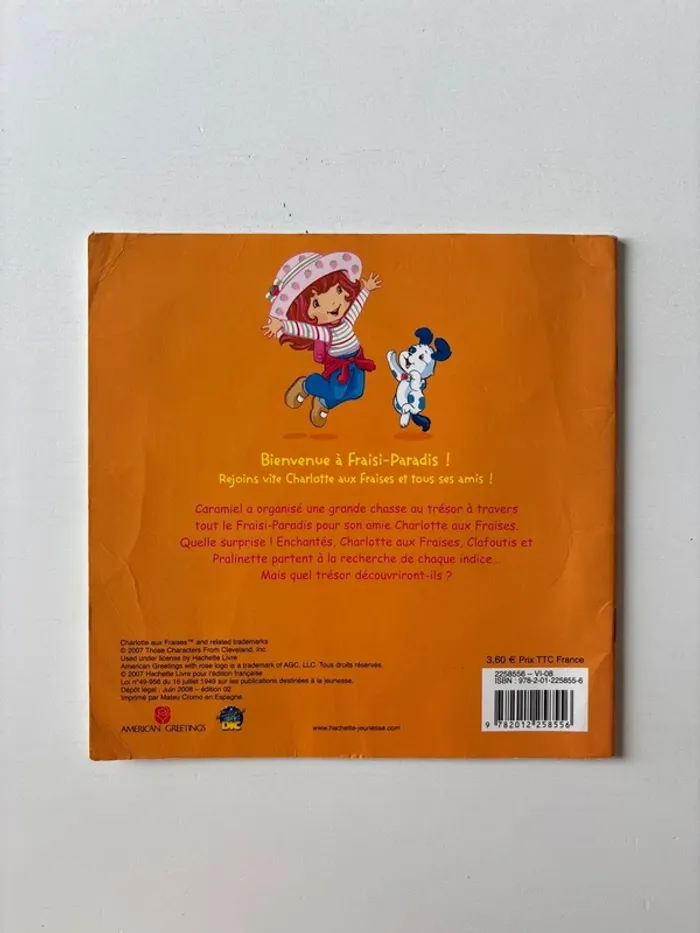 Bienvenue à Fraisi-Paradis !
Rejoins vite Charlotte aux Fraises et tous ses amis !
Caramiel a organisé une grande chasse au trésor à travers
tout le Fraisi-Paradis pour son amie Charlotte aux Fraises.
Quelle surprise ! Enchantés, Charlotte aux Fraises, Clafoutis et
Pralinette partent à la recherche de chaque indice...
Mais quel trésor découvriront-ils ?
Charlotte aux Fraises™ and related trademarks
© 2007 Those Characters From Cleveland, Inc.
Used under license by Hachette Livre
American Greetings with rose logo is a trademark of AGC, LLC. Tous droits réservés.
© 2007 Hachette Livre pour l'édition française
Loi n°49-956 du 16 juillet 1949 sur les publications destinées à la jeunesse.
Dépôt légal : Juin 2008 – édition 02
Imprimé par Mateu Cromo en Espagne.
AMERICAN GREETINGS
DIC
www.hachette-jeunesse.com
3,60 € Prix TTC France
2258556 – VI-08
ISBN : 978-2-01-225855-6
9 782012 258556